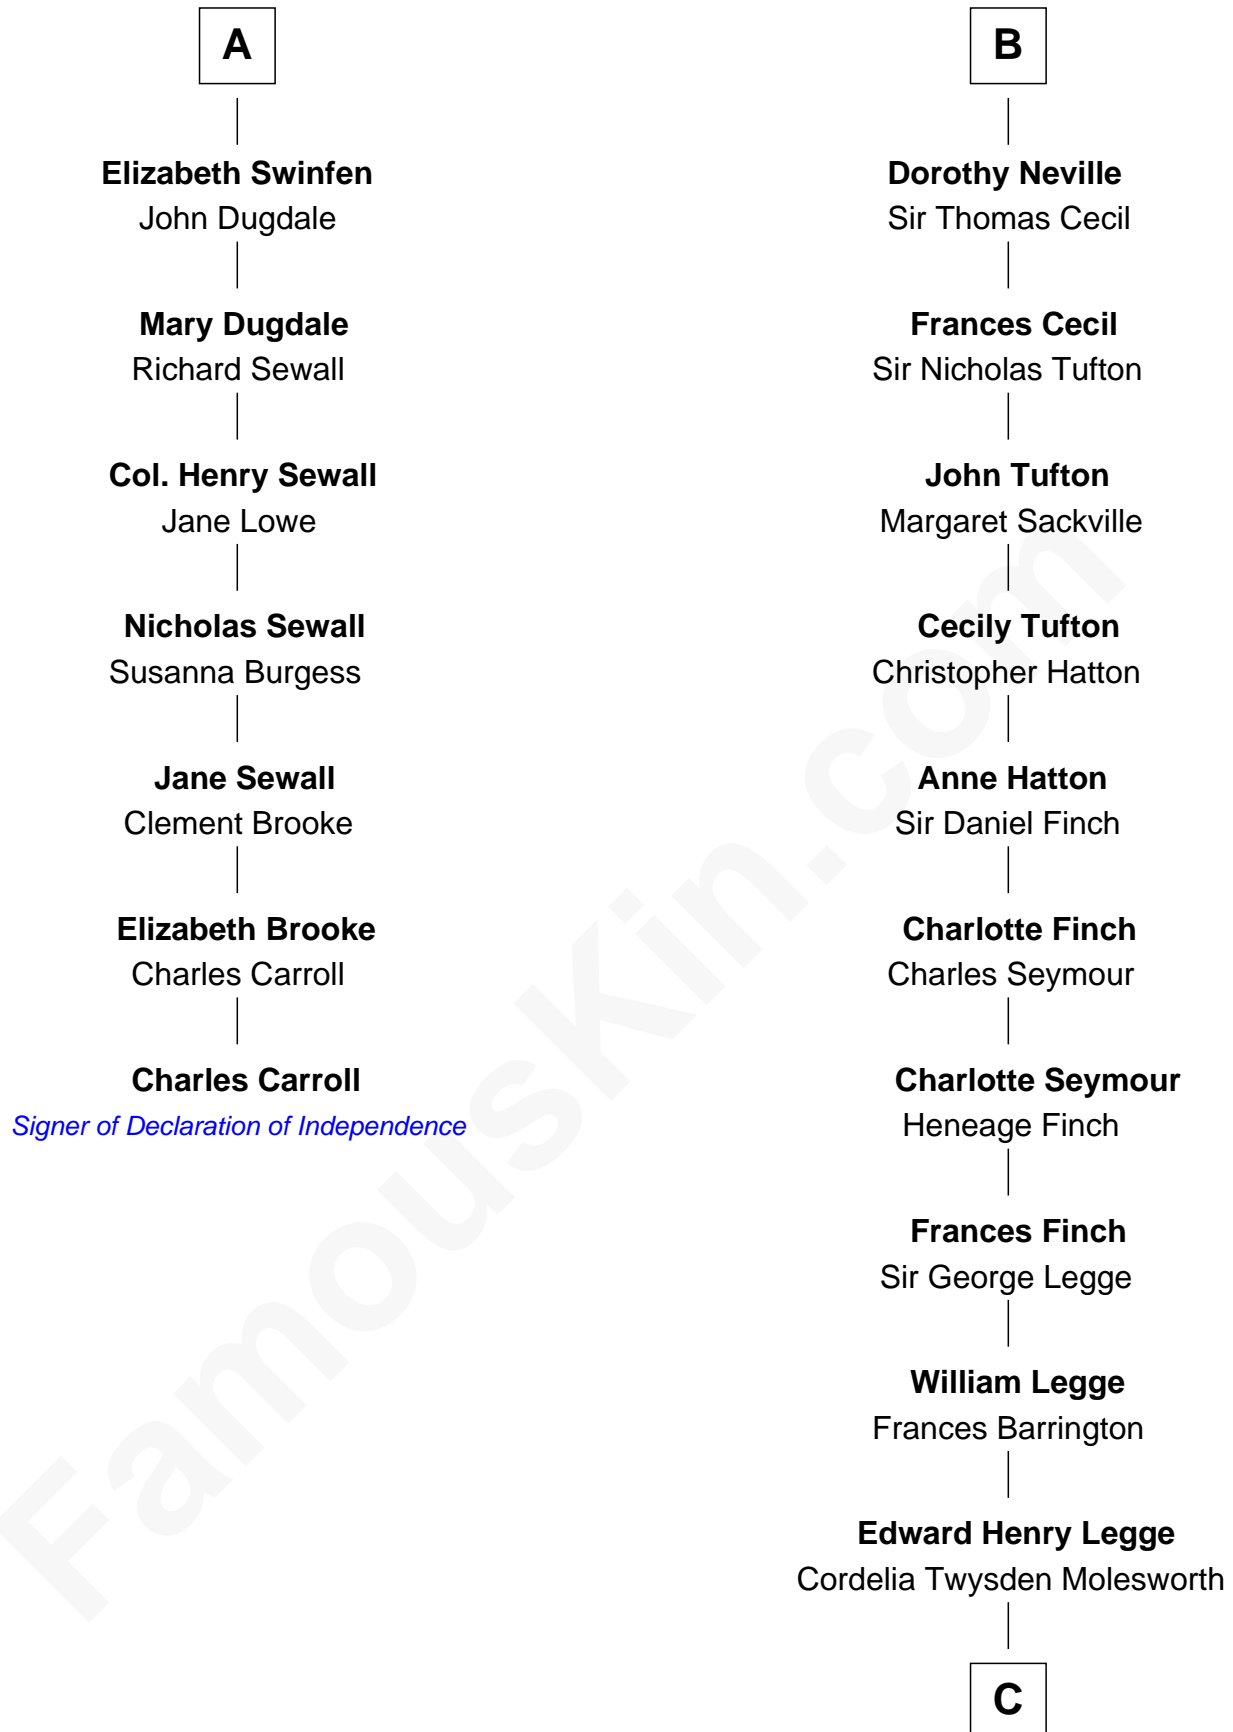 A
Elizabeth Swinfen
John Dugdale
Mary Dugdale
Richard Sewall
Col. Henry Sewall
Jane Lowe
Nicholas Sewall
Susanna Burgess
Jane Sewall
Clement Brooke
Elizabeth Brooke
Charles Carroll
Charles Carroll
Signer of Declaration of Independence
B
Dorothy Neville
Sir Thomas Cecil
Frances Cecil
Sir Nicholas Tufton
John Tufton
Margaret Sackville
Cecily Tufton
Christopher Hatton
Anne Hatton
Sir Daniel Finch
Charlotte Finch
Charles Seymour
Charlotte Seymour
Heneage Finch
Frances Finch
Sir George Legge
William Legge
Frances Barrington
Edward Henry Legge
Cordelia Twysden Molesworth
C
FamousKin.com